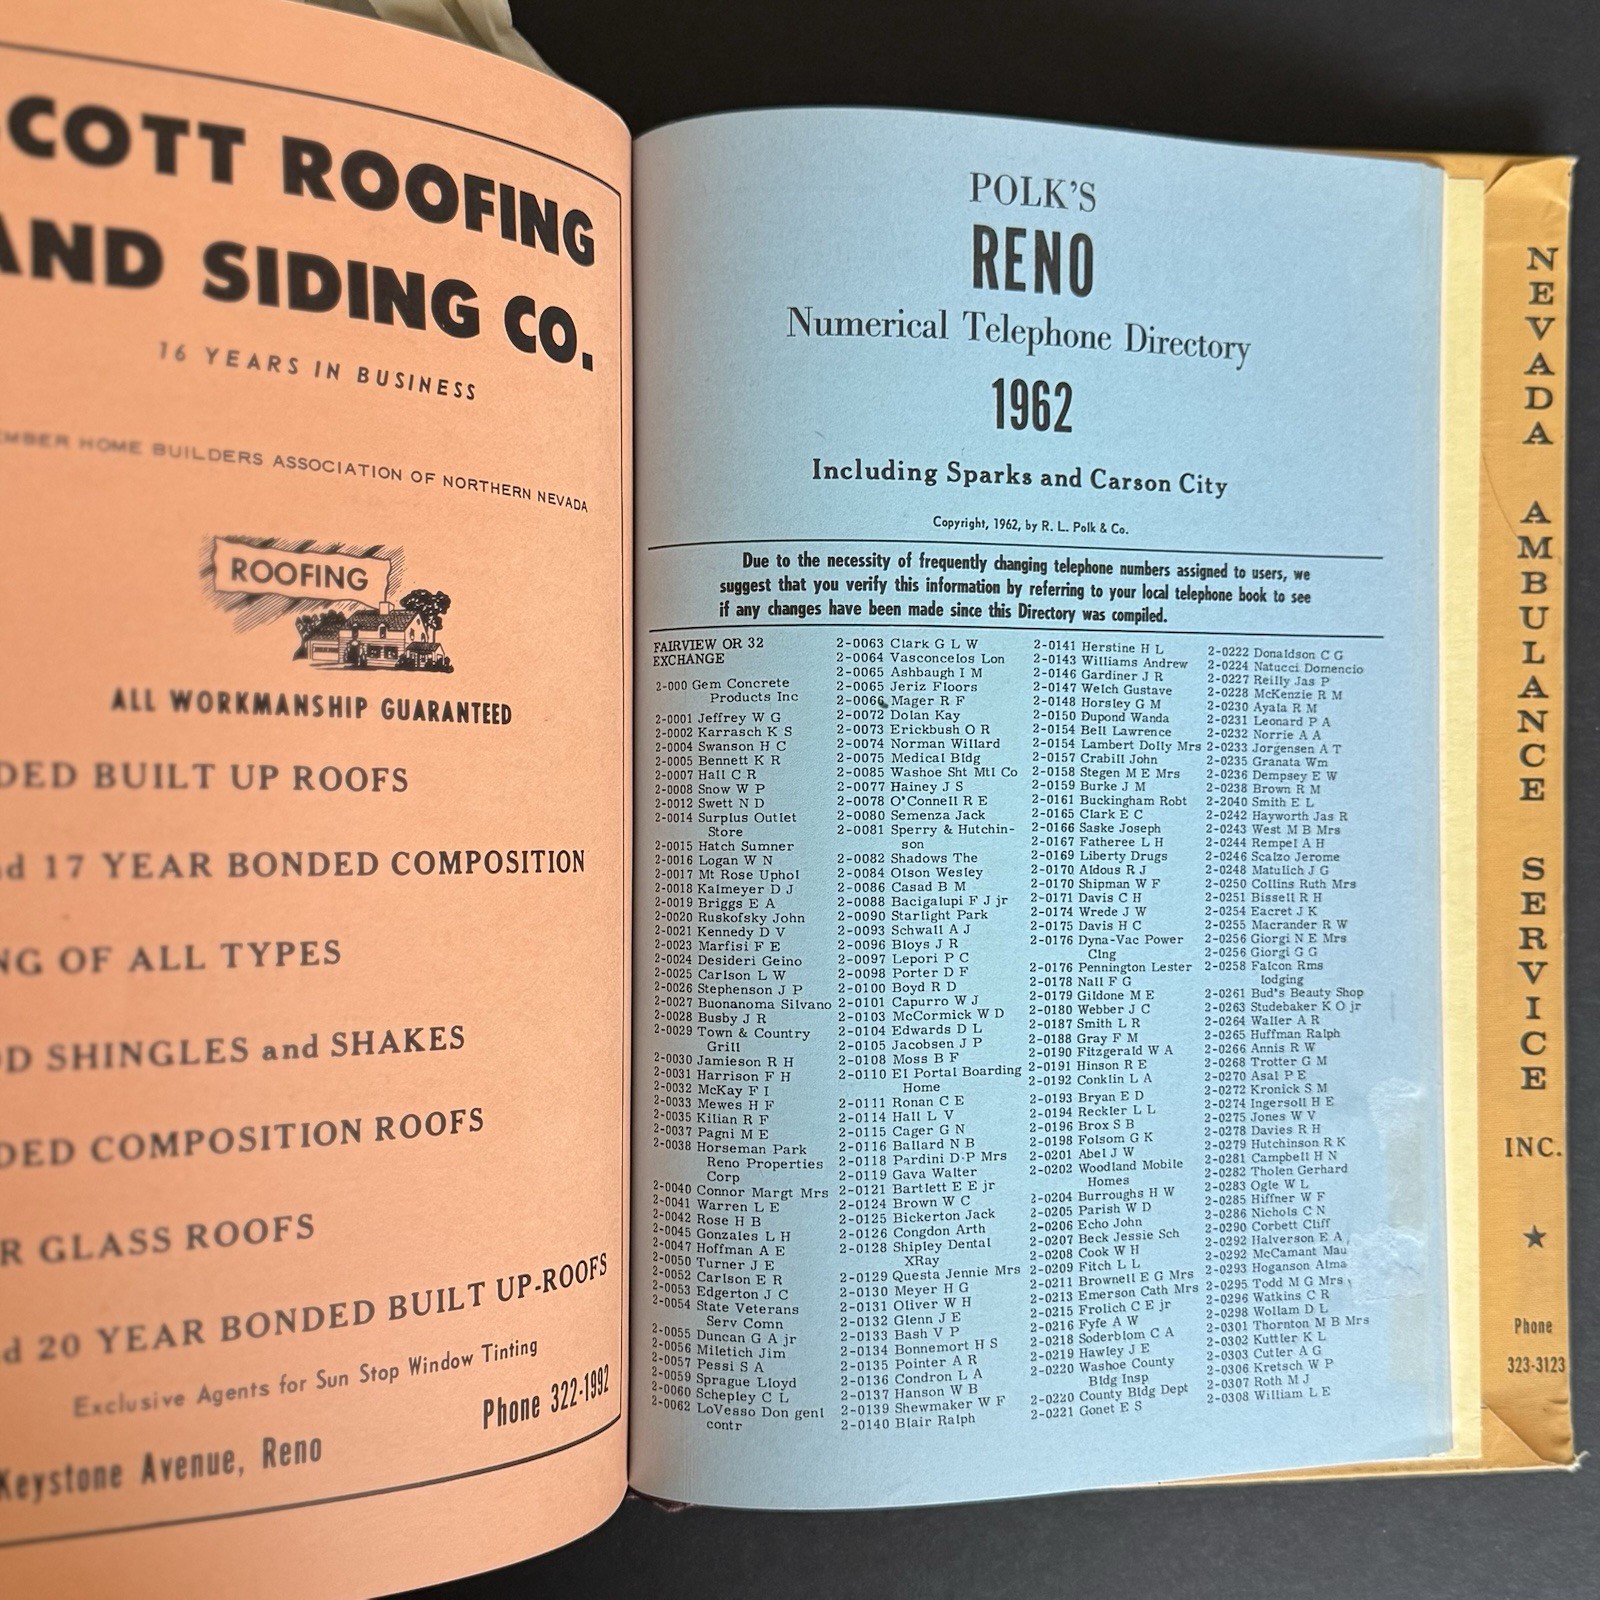 COTT ROOFING
AND SIDING CO.
16 YEARS IN BUSINESS
EMBER HOME BUILDERS ASSOCIATION OF NORTHERN NEVADA
ROOFING
ALL WORKMANSHIP GUARANTEED
DED BUILT UP ROOFS
d 17 YEAR BONDED COMPOSITION
NG OF ALL TYPES
D SHINGLES and SHAKES
DED COMPOSITION ROOFS
R GLASS ROOFS
d 20 YEAR BONDED BUILT UP-ROOFS
Exclusive Agents for Sun Stop Window Tinting
Phone 322-1992
Keystone Avenue, Reno
POLK'S
RENO
Numerical Telephone Directory
1962
Including Sparks and Carson City
Copyright, 1962, by R. L. Polk & Co.
Due to the necessity of frequently changing telephone numbers assigned to users, we
suggest that you verify this information by referring to your local telephone book to see
if any changes have been made since this Directory was compiled.
FAIRVIEW OR 32
EXCHANGE
2-000 Gem Concrete
Products Inc
2-0001 Jeffrey W G
2-0002 Karrasch K S
2-0004 Swanson H C
2-0005 Bennett K R
2-0007 Hall C R
2-0008 Snow W P
2-0012 Swett N D
2-0014 Surplus Outlet
Store
2-0015 Hatch Sumner
2-0016 Logan W N
2-0017 Mt Rose Uphol
2-0018 Kalmeyer D J
2-0019 Briggs E A
2-0020 Ruskofsky John
2-0021 Kennedy D V
2-0023 Marfisi F E
2-0024 Desideri Geino
2-0025 Carlson L W
2-0026 Stephenson J P
2-0027 Buonanoma Silvano
2-0028 Busby J R
2-0029 Town & Country
Grill
2-0030 Jamieson R H
2-0031 Harrison F H
2-0032 McKay F I
2-0033 Mewes H F
2-0035 Kilian R F
2-0037 Pagni M E
2-0038 Horseman Park
Reno Properties
Corp
2-0040 Connor Margt Mrs
2-0041 Warren L E
2-0042 Rose H B
2-0045 Gonzales L H
2-0047 Hoffman A E
2-0050 Turner J E
2-0052 Carlson E R
2-0053 Edgerton J C
2-0054 State Veterans
Serv Comn
2-0055 Duncan G A jr
2-0056 Miletich Jim
2-0057 Pessi S A
2-0059 Sprague Lloyd
2-0060 Schepley C L
2-0062 LoVesso Don genl
contr
2-0063 Clark G L W
2-0064 Vasconcelos Lon
2-0065 Ashbaugh I M
2-0065 Jeriz Floors
2-0066 Mager R F
2-0072 Dolan Kay
2-0073 Erickbush O R
2-0074 Norman Willard
2-0075 Medical Bldg
2-0085 Washoe Sht Mtl Co
2-0077 Hainey J S
2-0078 O'Connell R E
2-0080 Semenza Jack
2-0081 Sperry & Hutchin-
son
2-0082 Shadows The
2-0084 Olson Wesley
2-0086 Casad B M
2-0088 Bacigalupi F J jr
2-0090 Starlight Park
2-0093 Schwall A J
2-0096 Bloys J R
2-0097 Lepori P C
2-0098 Porter D F
2-0100 Boyd R D
2-0101 Capurro W J
2-0103 McCormick W D
2-0104 Edwards D L
2-0105 Jacobsen J P
2-0108 Moss B F
2-0110 El Portal Boarding
Home
2-0111 Ronan C E
2-0114 Hall L V
2-0115 Cager G N
2-0116 Ballard N B
2-0118 Pardini D P Mrs
2-0119 Gava Walter
2-0121 Bartlett E E jr
2-0124 Brown W C
2-0125 Bickerton Jack
2-0126 Congdon Arth
2-0128 Shipley Dental
XRay
2-0129 Questa Jennie Mrs
2-0130 Meyer H G
2-0131 Oliver W H
2-0132 Glenn J E
2-0133 Bash V P
2-0134 Bonnemort H S
2-0135 Pointer A R
2-0136 Condron L A
2-0137 Hanson W B
2-0139 Shewmaker W F
2-0140 Blair Ralph
2-0141 Herstine H L
2-0143 Williams Andrew
2-0146 Gardiner J R
2-0147 Welch Gustave
2-0148 Horsley G M
2-0150 Dupond Wanda
2-0154 Bell Lawrence
2-0154 Lambert Dolly Mrs
2-0157 Crabill John
2-0158 Stegen M E Mrs
2-0159 Burke J M
2-0161 Buckingham Robt
2-0165 Clark E C
2-0166 Saske Joseph
2-0167 Fatheree L H
2-0169 Liberty Drugs
2-0170 Aldous R J
2-0170 Shipman W F
2-0171 Davis C H
2-0174 Wrede J W
2-0175 Davis H C
2-0176 Dyna-Vac Power
Clng
2-0176 Pennington Lester
2-0178 Nall F G
2-0179 Gildone M E
2-0180 Webber J C
2-0187 Smith L R
2-0188 Gray F M
2-0190 Fitzgerald W A
2-0191 Hinson R E
2-0192 Conklin L A
2-0193 Bryan E D
2-0194 Reckler L L
2-0196 Brox S B
2-0198 Folsom G K
2-0201 Abel J W
2-0202 Woodland Mobile
Homes
2-0204 Burroughs H W
2-0205 Parish W D
2-0206 Echo John
2-0207 Beck Jessie Sch
2-0208 Cook W H
2-0209 Fitch L L
2-0211 Brownell E G Mrs
2-0213 Emerson Cath Mrs
2-0215 Frolich C E jr
2-0216 Fyfe A W
2-0218 Soderblom C A
2-0219 Hawley J E
2-0220 Washoe County
Bldg Insp
2-0220 County Bldg Dept
2-0221 Gonet E S
2-0222 Donaldson C G
2-0224 Natucci Domencio
2-0227 Reilly Jas P
2-0228 McKenzie R M
2-0230 Ayala R M
2-0231 Leonard P A
2-0232 Norrie A A
2-0233 Jorgensen A T
2-0235 Granata Wm
2-0236 Dempsey E W
2-0238 Brown R M
2-2040 Smith E L
2-0242 Hayworth Jas R
2-0243 West M B Mrs
2-0244 Rempel A H
2-0246 Scalzo Jerome
2-0248 Matulich J G
2-0250 Collins Ruth Mrs
2-0251 Bissell R H
2-0254 Eacret J K
2-0255 Macrander R W
2-0256 Giorgi N E Mrs
2-0256 Giorgi G G
2-0258 Falcon Rms
lodging
2-0261 Bud's Beauty Shop
2-0263 Studebaker K O jr
2-0264 Waller A R
2-0265 Huffman Ralph
2-0266 Annis R W
2-0268 Trotter G M
2-0270 Asal P E
2-0272 Kronick S M
2-0274 Ingersoll H E
2-0275 Jones W V
2-0278 Davies R H
2-0279 Hutchinson R K
2-0281 Campbell H N
2-0282 Tholen Gerhard
2-0283 Ogle W L
2-0285 Hiffner W F
2-0286 Nichols C N
2-0290 Corbett Cliff
2-0292 Halverson E A
2-0292 McCamant Mau
2-0293 Hoganson Alma
2-0295 Todd M G Mrs
2-0296 Watkins C R
2-0298 Wollam D L
2-0301 Thornton M B Mrs
2-0302 Kuttler K L
2-0303 Cutler A G
2-0306 Kretsch W P
2-0307 Roth M J
2-0308 William L E
NEVADA AMBULANCE SERVICE INC.
Phone
323-3123